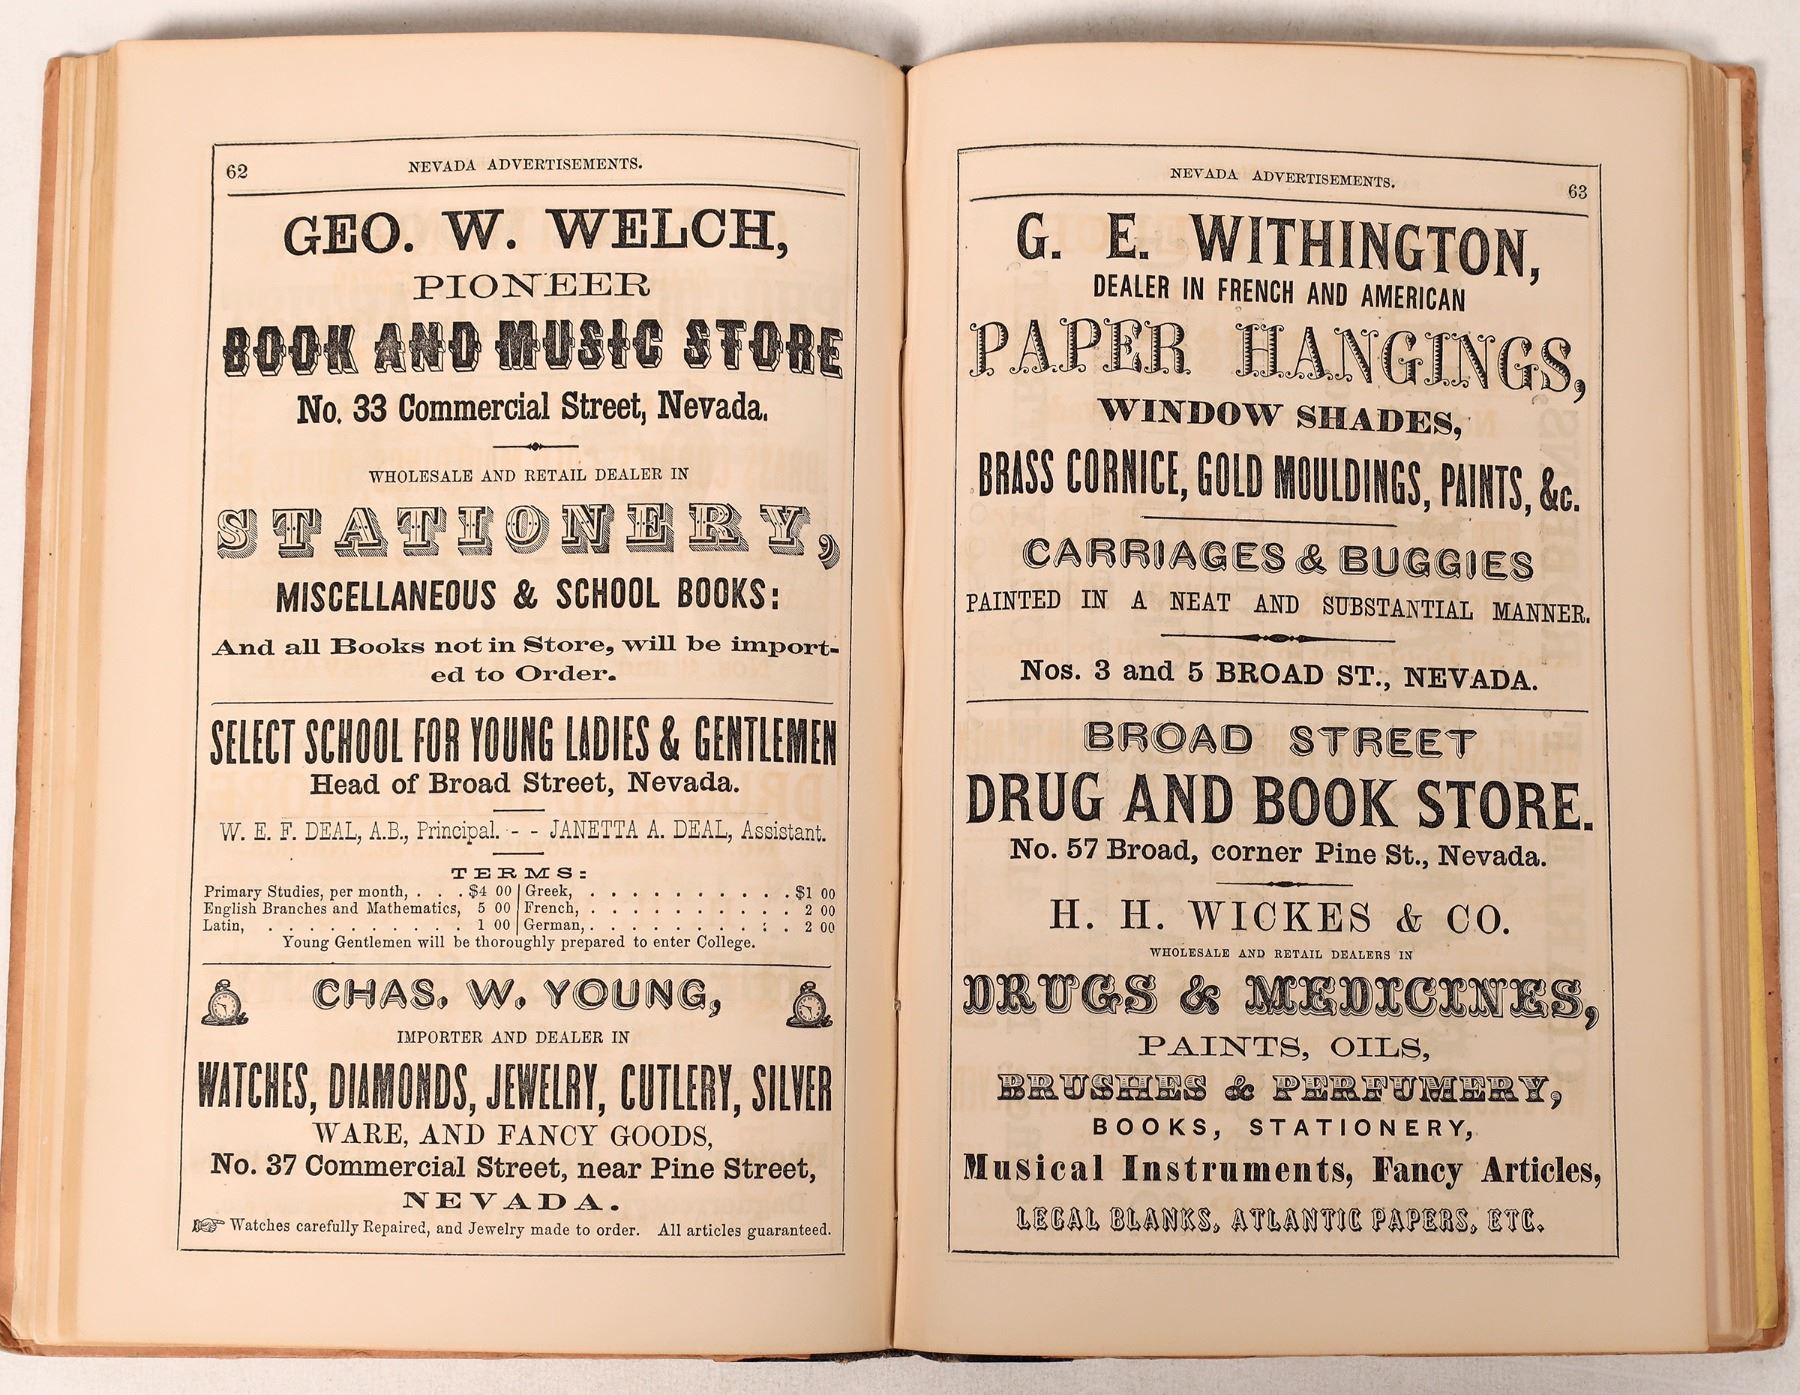 62
NEVADA ADVERTISEMENTS.
GEO. W. WELCH,
PIONEER
BOOK AND MUSIC STORE
No. 33 Commercial Street, Nevada.
WHOLESALE AND RETAIL DEALER IN
STATIONERY,
MISCELLANEOUS & SCHOOL BOOKS:
And all Books not in Store, will be import-
ed to Order.
SELECT SCHOOL FOR YOUNG LADIES & GENTLEMEN
Head of Broad Street, Nevada.
W. E. F. DEAL, A.B., Principal. - - JANETTA A. DEAL, Assistant.
TERMS:
Primary Studies, per month, . . . $4 00 | Greek, . . . . . . . . . . . $1 00
English Branches and Mathematics, 5 00 | French, . . . . . . . . . . . 2 00
Latin, . . . . . . . . . . 1 00 | German, . . . . . . . . . : . 2 00
Young Gentlemen will be thoroughly prepared to enter College.
CHAS. W. YOUNG,
IMPORTER AND DEALER IN
WATCHES, DIAMONDS, JEWELRY, CUTLERY, SILVER
WARE, AND FANCY GOODS,
No. 37 Commercial Street, near Pine Street,
NEVADA.
Watches carefully Repaired, and Jewelry made to order. All articles guaranteed.
NEVADA ADVERTISEMENTS.
63
G. E. WITHINGTON,
DEALER IN FRENCH AND AMERICAN
PAPER HANGINGS,
WINDOW SHADES,
BRASS CORNICE, GOLD MOULDINGS, PAINTS, &c.
CARRIAGES & BUGGIES
PAINTED IN A NEAT AND SUBSTANTIAL MANNER.
Nos. 3 and 5 BROAD ST., NEVADA.
BROAD STREET
DRUG AND BOOK STORE.
No. 57 Broad, corner Pine St., Nevada.
H. H. WICKES & CO.
WHOLESALE AND RETAIL DEALERS IN
DRUGS & MEDICINES,
PAINTS, OILS,
BRUSHES & PERFUMERY,
BOOKS, STATIONERY,
Musical Instruments, Fancy Articles,
LEGAL BLANKS, ATLANTIC PAPERS, ETC.